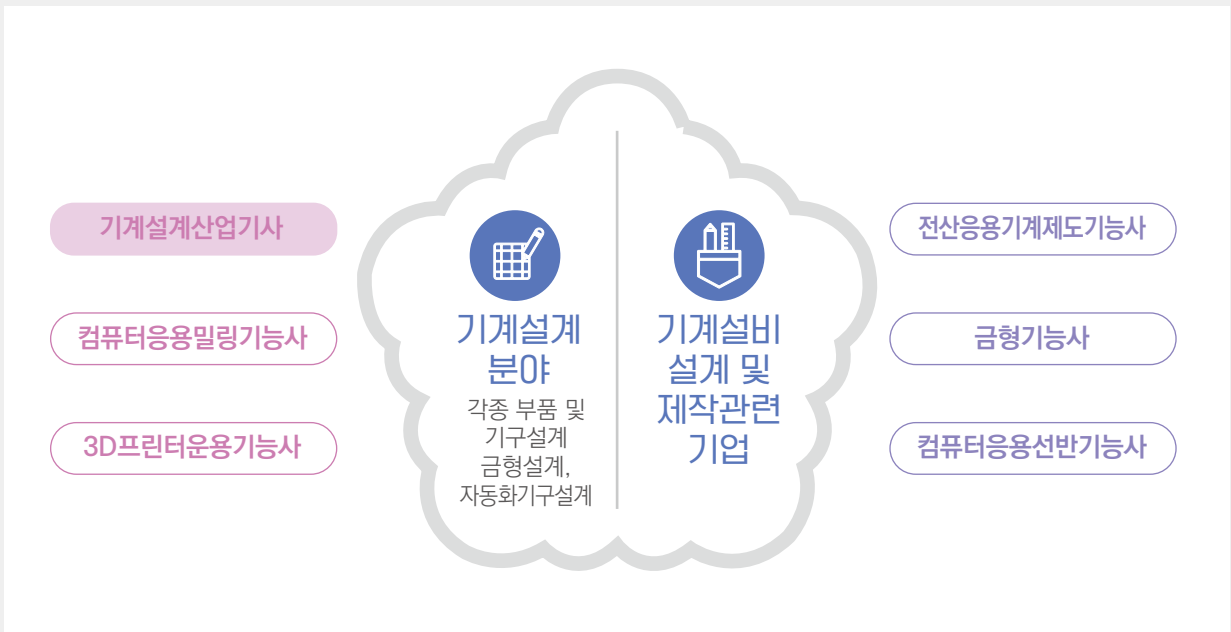 기계설계산업기사
컴퓨터응용밀링기능사
3D프린터운용기능사
기계설계
분야
각종 부품 및
기구설계
금형설계,
자동화기구설계
기계설비
설계 및
제작관련
기업
전산응용기계제도기능사
금형기능사
컴퓨터응용선반기능사